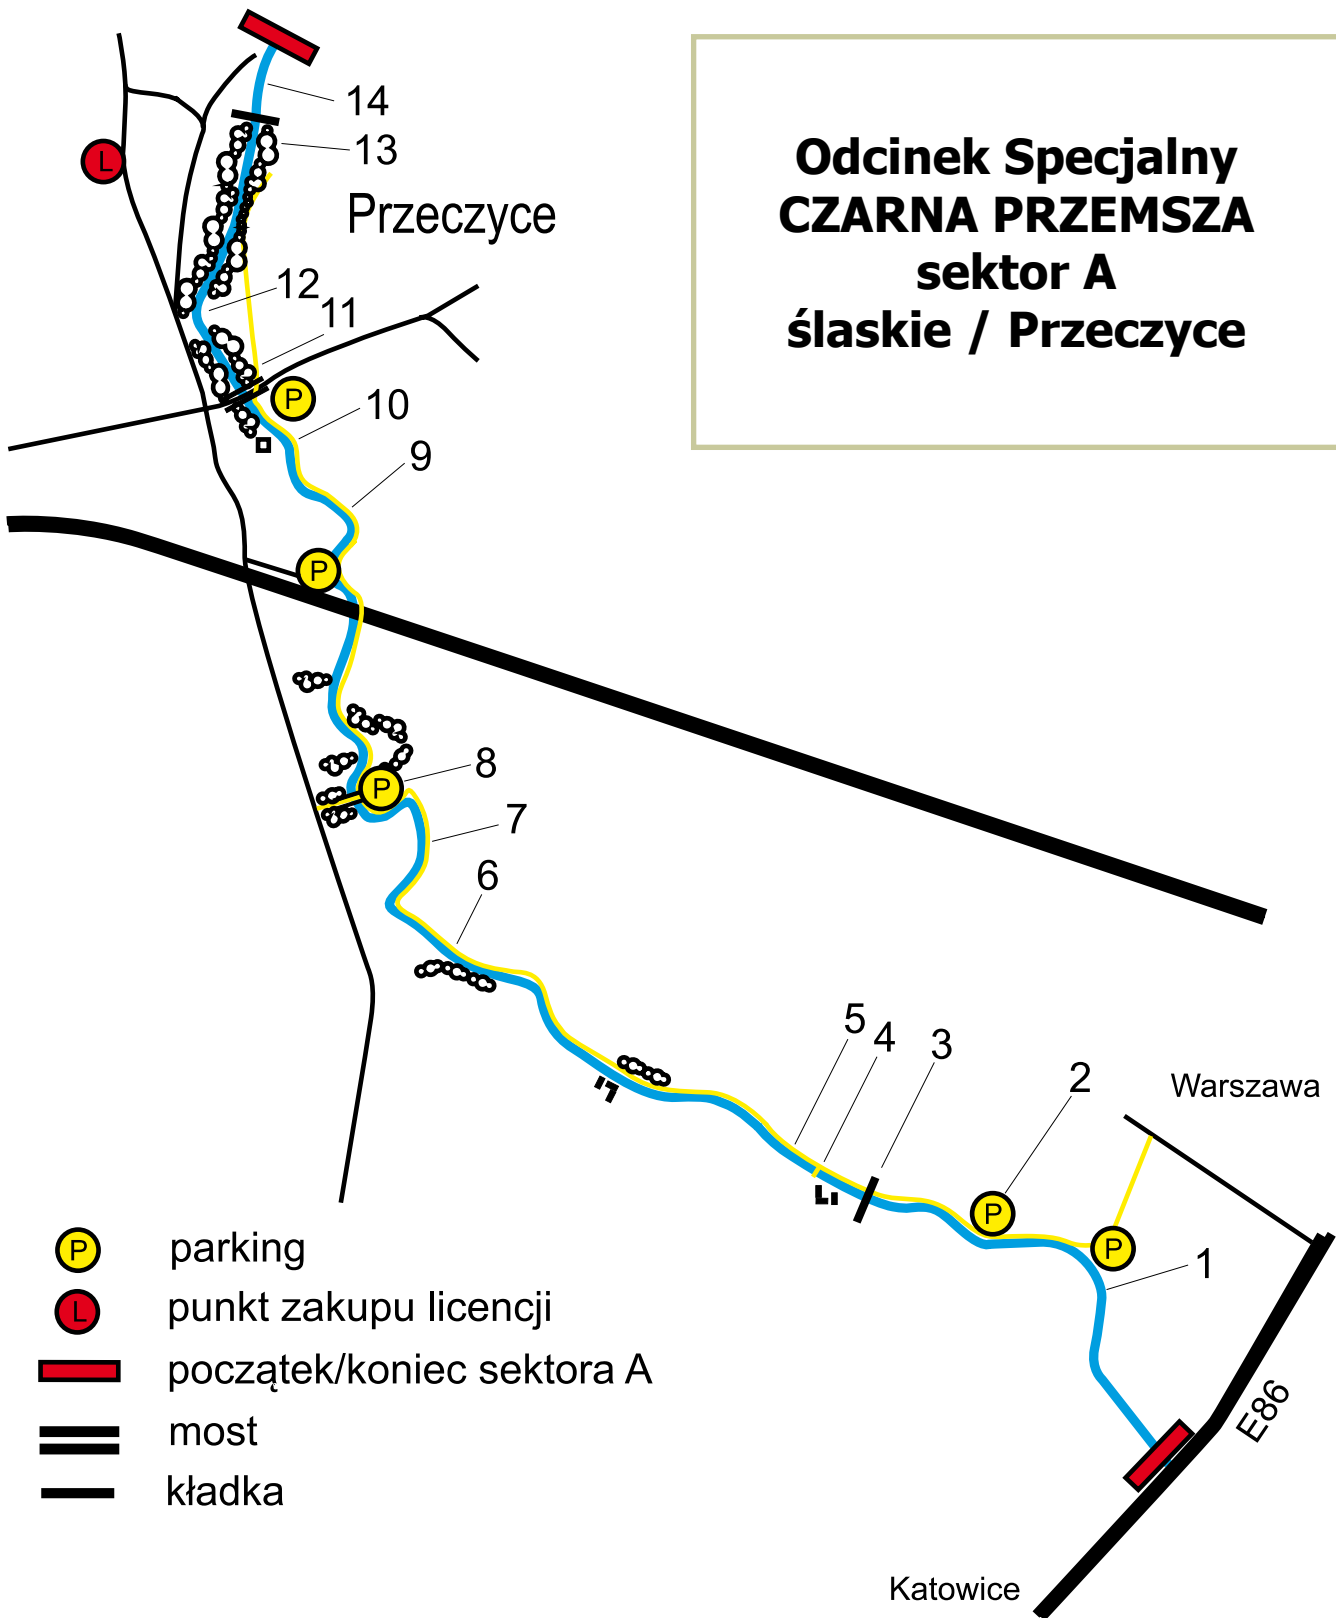 Odcinek Specjalny
CZARNA PRZEMSZA
sektor A
ślaskie / Przeczyce
14
13
L
Przeczyce
12
11
P
10
9
P
8
P
7
6
5
4
3
2
Warszawa
P
P
1
E86
Katowice
P parking
L punkt zakupu licencji
początek/koniec sektora A
most
kładka